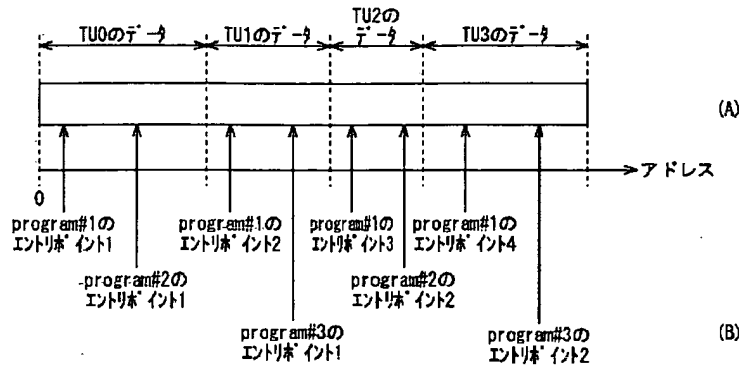 TU0のデータ
TU1のデータ
TU2の
データ
TU3のデータ
(A)
アドレス
0
program#1の
エントリポイント1
program#1の
エントリポイント2
program#1の
エントリポイント3
program#1の
エントリポイント4
program#2の
エントリポイント1
program#2の
エントリポイント2
program#3の
エントリポイント1
program#3の
エントリポイント2
(B)